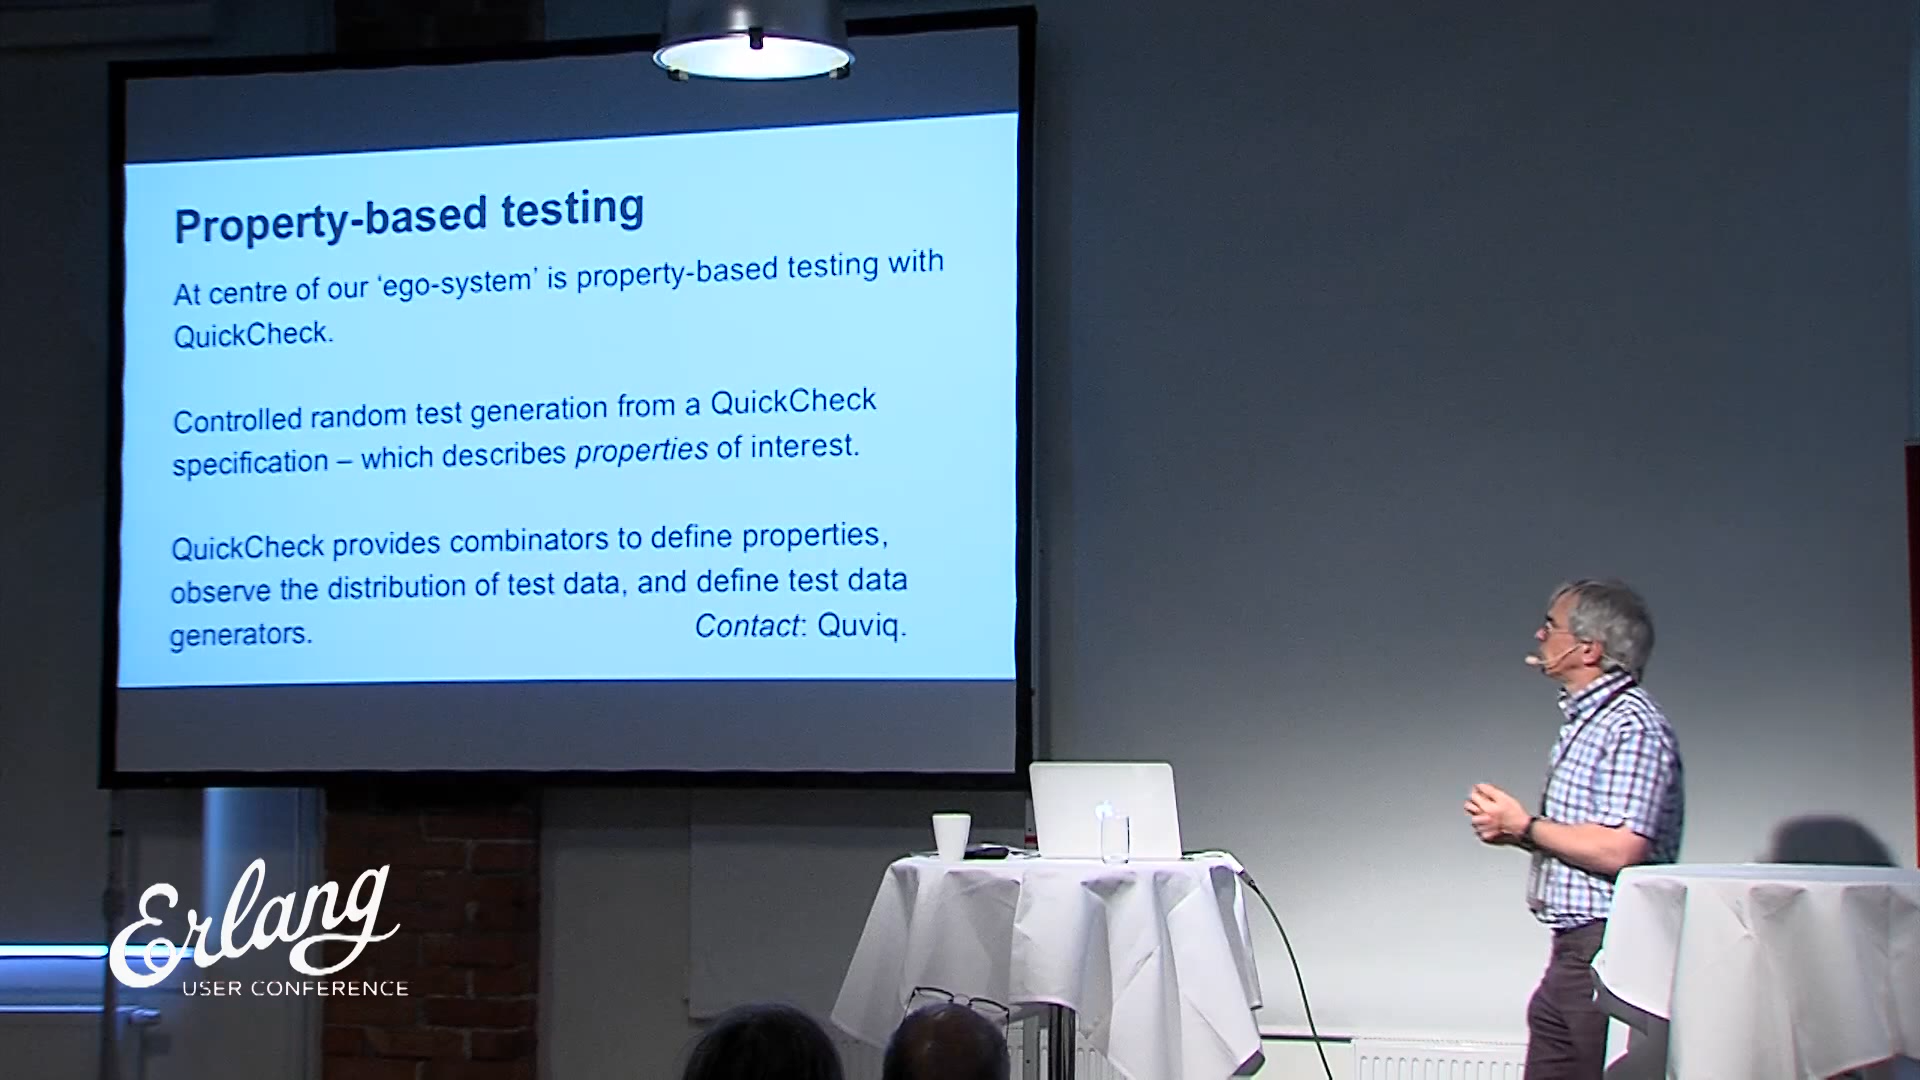 Property-based testing
At centre of our ‘ego-system’ is property-based testing with
QuickCheck.
Controlled random test generation from a QuickCheck
specification – which describes properties of interest.
QuickCheck provides combinators to define properties,
observe the distribution of test data, and define test data
generators.
Contact: Quviq.
Erlang
USER CONFERENCE